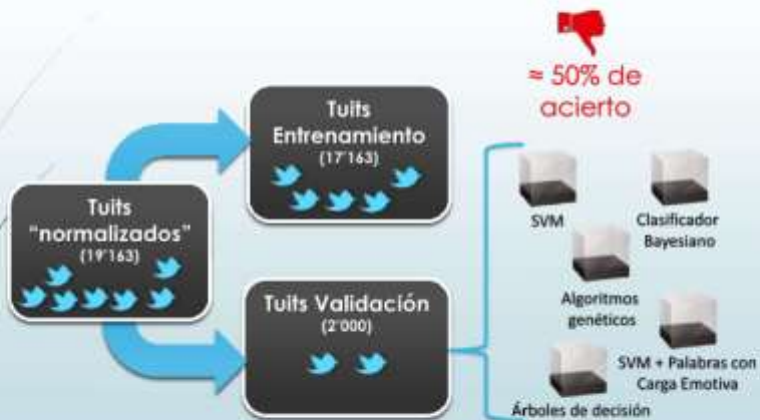 ≈ 50% de
acierto
Tuits
Entrenamiento
(17'163)
Tuits
"normalizados"
(19'163)
Tuits Validación
(2'000)
SVM
Clasificador
Bayesiano
Algoritmos
genéticos
SVM + Palabras con
Carga Emotiva
Árboles de decisión